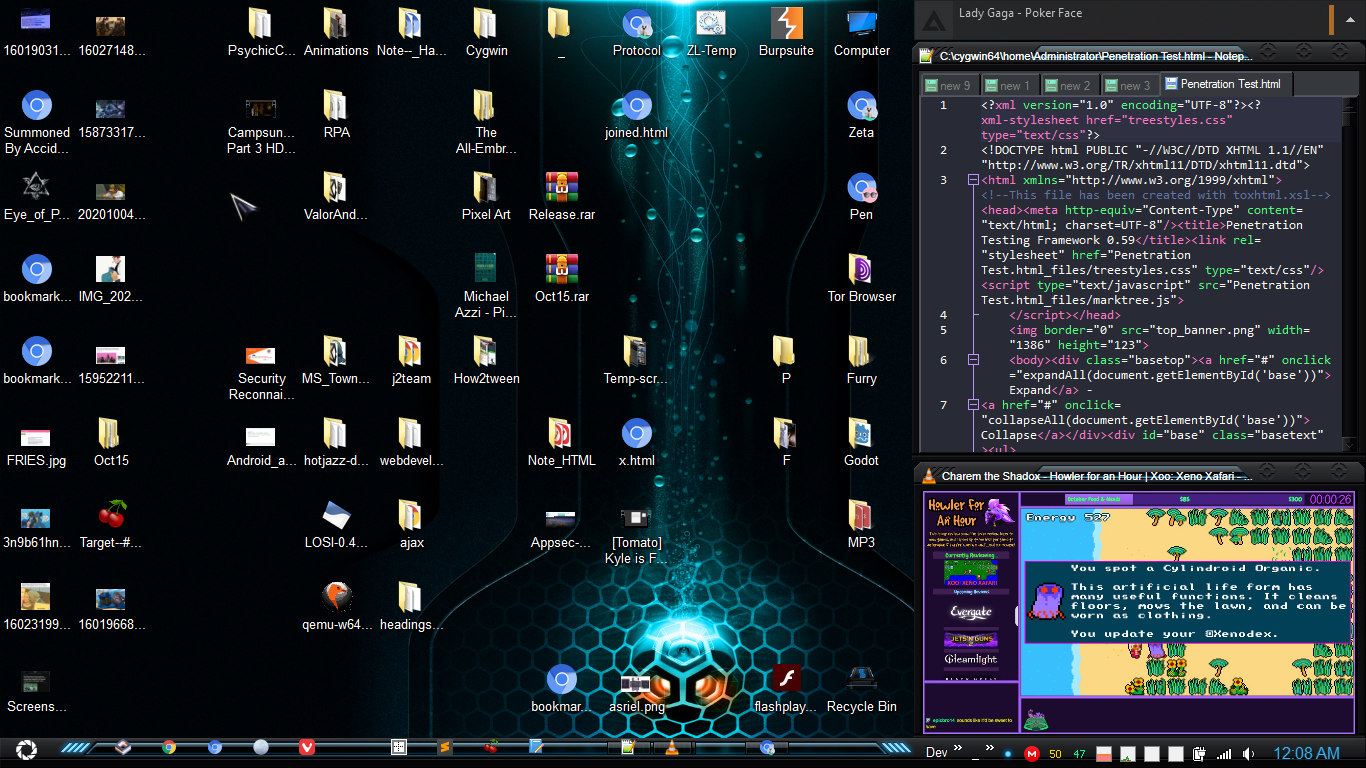 16019031... 16027148... PsychicC... Animations Note--_Ha... Cygwin _ Protocol ZL-Temp Burpsuite Computer
Summoned
By Accid... 15873317... Campsun...
Part 3 HD... RPA The
All-Embr... joined.html Zeta
Eye_of_P... 20201004... ValorAnd... Pixel Art Release.rar Pen
bookmark... IMG_202... Michael
Azzi - Pi... Oct15.rar Tor Browser
bookmark... 15952211... Security
Reconnai... MS_Town... j2team How2tween Temp-scr... P Furry
FRIES.jpg Oct15 Android_a... hotjazz-d... webdevel... Note_HTML x.html F Godot
3n9b61hn... Target--#... LOSI-0.4... ajax Appsec-... [Tomato]
Kyle is F... MP3
16023199... 16019668... qemu-w64... headings...
Screens... bookmar... asriel.png flashplay... Recycle Bin
Lady Gaga - Poker Face
C:\cygwin64\home\Administrator\Penetration Test.html - Notep...
new 9 new 1 new 2 new 3 Penetration Test.html
1 <?xml version="1.0" encoding="UTF-8"?><?
xml-stylesheet href="treestyles.css"
type="text/css"?>
2 <!DOCTYPE html PUBLIC "-//W3C//DTD XHTML 1.1//EN"
"http://www.w3.org/TR/xhtml11/DTD/xhtml11.dtd">
3 <html xmlns="http://www.w3.org/1999/xhtml">
<!--This file has been created with toxhtml.xsl-->
<head><meta http-equiv="Content-Type" content=
"text/html; charset=UTF-8"/><title>Penetration
Testing Framework 0.59</title><link rel=
"stylesheet" href="Penetration
Test.html_files/treestyles.css" type="text/css"/>
<script type="text/javascript" src="Penetration
Test.html_files/marktree.js">
4 </script></head>
5 <img border="0" src="top_banner.png" width=
"1386" height="123">
6 <body><div class="basetop"><a href="#" onclick
="expandAll(document.getElementById('base'))">
Expand</a> -
7 <a href="#" onclick=
"collapseAll(document.getElementById('base'))">
Collapse</a></div><div id="base" class="basetext"
><ul>
Charem the Shadox - Howler for an Hour | Xoo: Xeno Xafari - ...
Howler For
An Hour
Currently Reviewing...
XOO: XENO XAFARI
Upcoming Reviews
Evergate
JETS'N'GUNS 2
Gleamlight
$85 $300 00:00:26
Energy 527
You spot a Cylindroid Organic.
This artificial life form has
many useful functions. It cleans
floors, mows the lawn, and can be
worn as clothing.
You update your @Xenodex.
Dev » _ » 50 47 12:08 AM